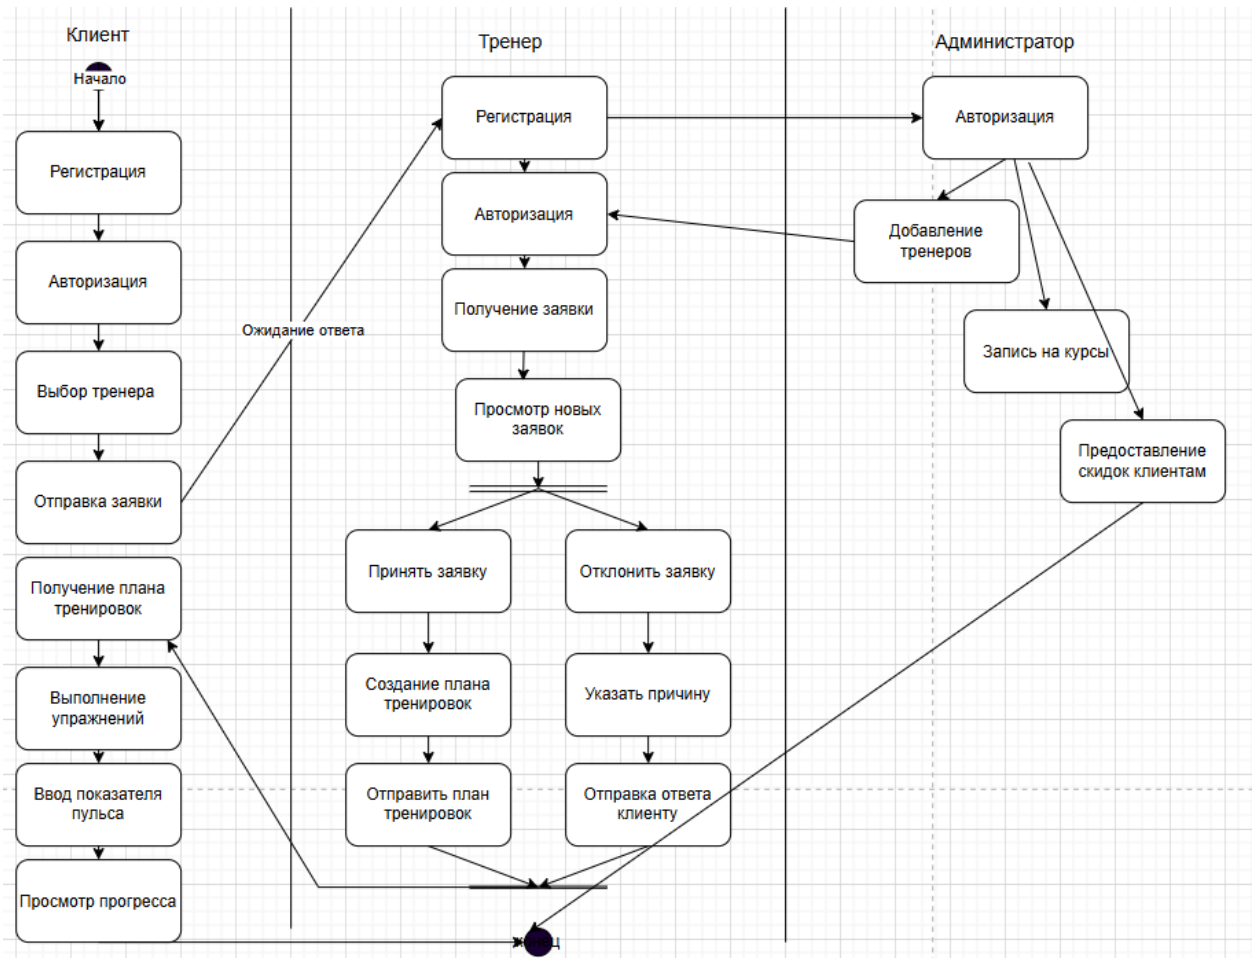 Клиент
Начало
Регистрация
Авторизация
Выбор тренера
Отправка заявки
Получение плана
тренировок
Выполнение
упражнений
Ввод показателя
пульса
Просмотр прогресса
Ожидание ответа
Тренер
Регистрация
Авторизация
Получение заявки
Просмотр новых
заявок
Принять заявку
Создание плана
тренировок
Отправить план
тренировок
Отклонить заявку
Указать причину
Отправка ответа
клиенту
конец
Администратор
Авторизация
Добавление
тренеров
Запись на курсы
Предоставление
скидок клиентам